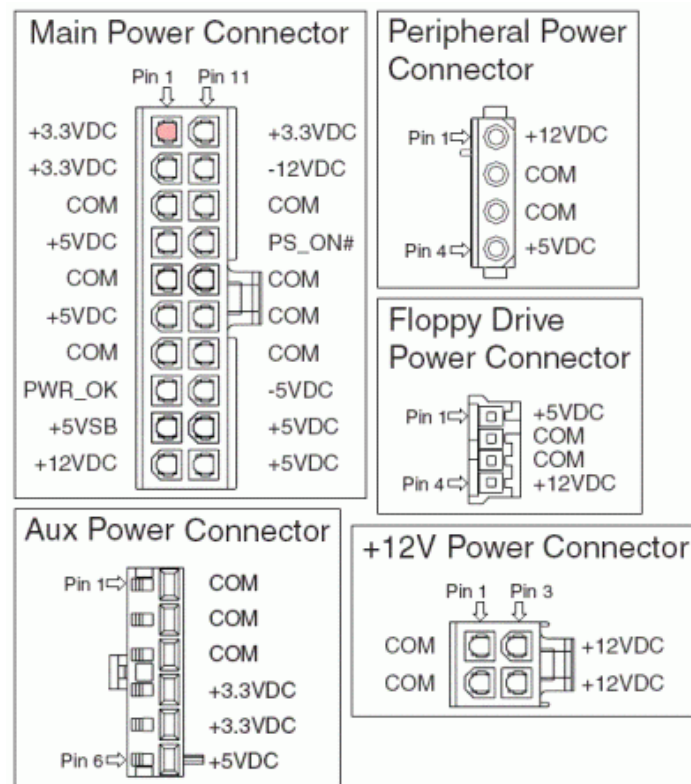 Main Power Connector
Pin 1 Pin 11
+3.3VDC +3.3VDC
+3.3VDC -12VDC
COM COM
+5VDC PS_ON#
COM COM
+5VDC COM
COM COM
PWR_OK -5VDC
+5VSB +5VDC
+12VDC +5VDC
Peripheral Power
Connector
Pin 1 +12VDC
COM
COM
Pin 4 +5VDC
Floppy Drive
Power Connector
Pin 1 +5VDC
COM
COM
Pin 4 +12VDC
Aux Power Connector
Pin 1 COM
COM
COM
+3.3VDC
+3.3VDC
Pin 6 +5VDC
+12V Power Connector
Pin 1 Pin 3
COM +12VDC
COM +12VDC